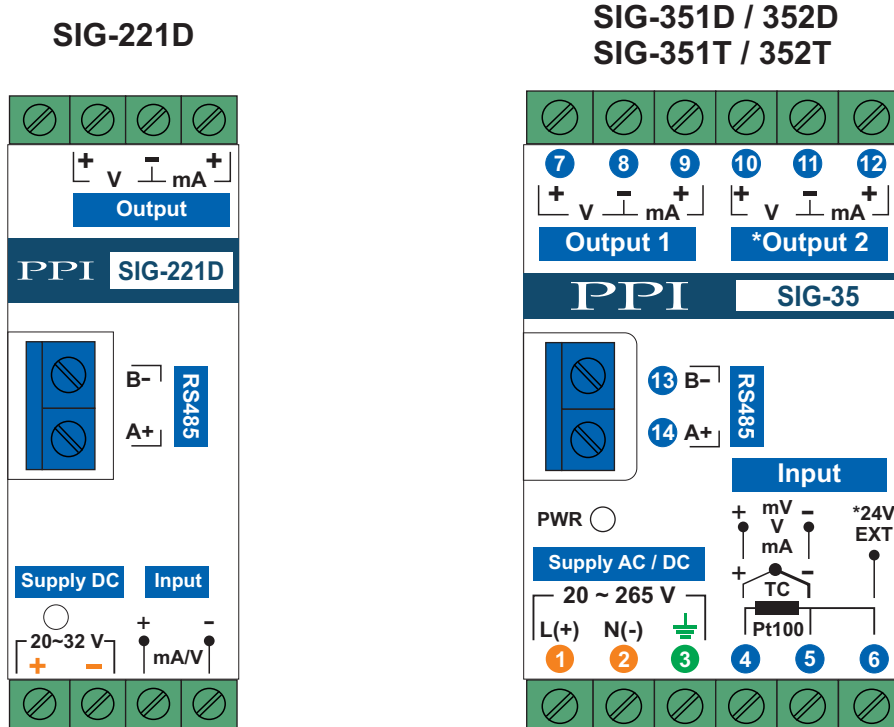 SIG-221D
+ - +
V mA
Output
PPI SIG-221D
B-
A+
RS485
Supply DC Input
20~32 V
+ -
+ -
mA/V
SIG-351D / 352D
SIG-351T / 352T
7 8 9 10 11 12
+ - + + - +
V mA V mA
Output 1 *Output 2
PPI SIG-35
13 B-
14 A+
RS485
Input
PWR
+ mV -
V
mA
*24V
EXT
Supply AC / DC
+ TC -
20 ~ 265 V
L(+) N(-) Pt100
1 2 3 4 5 6